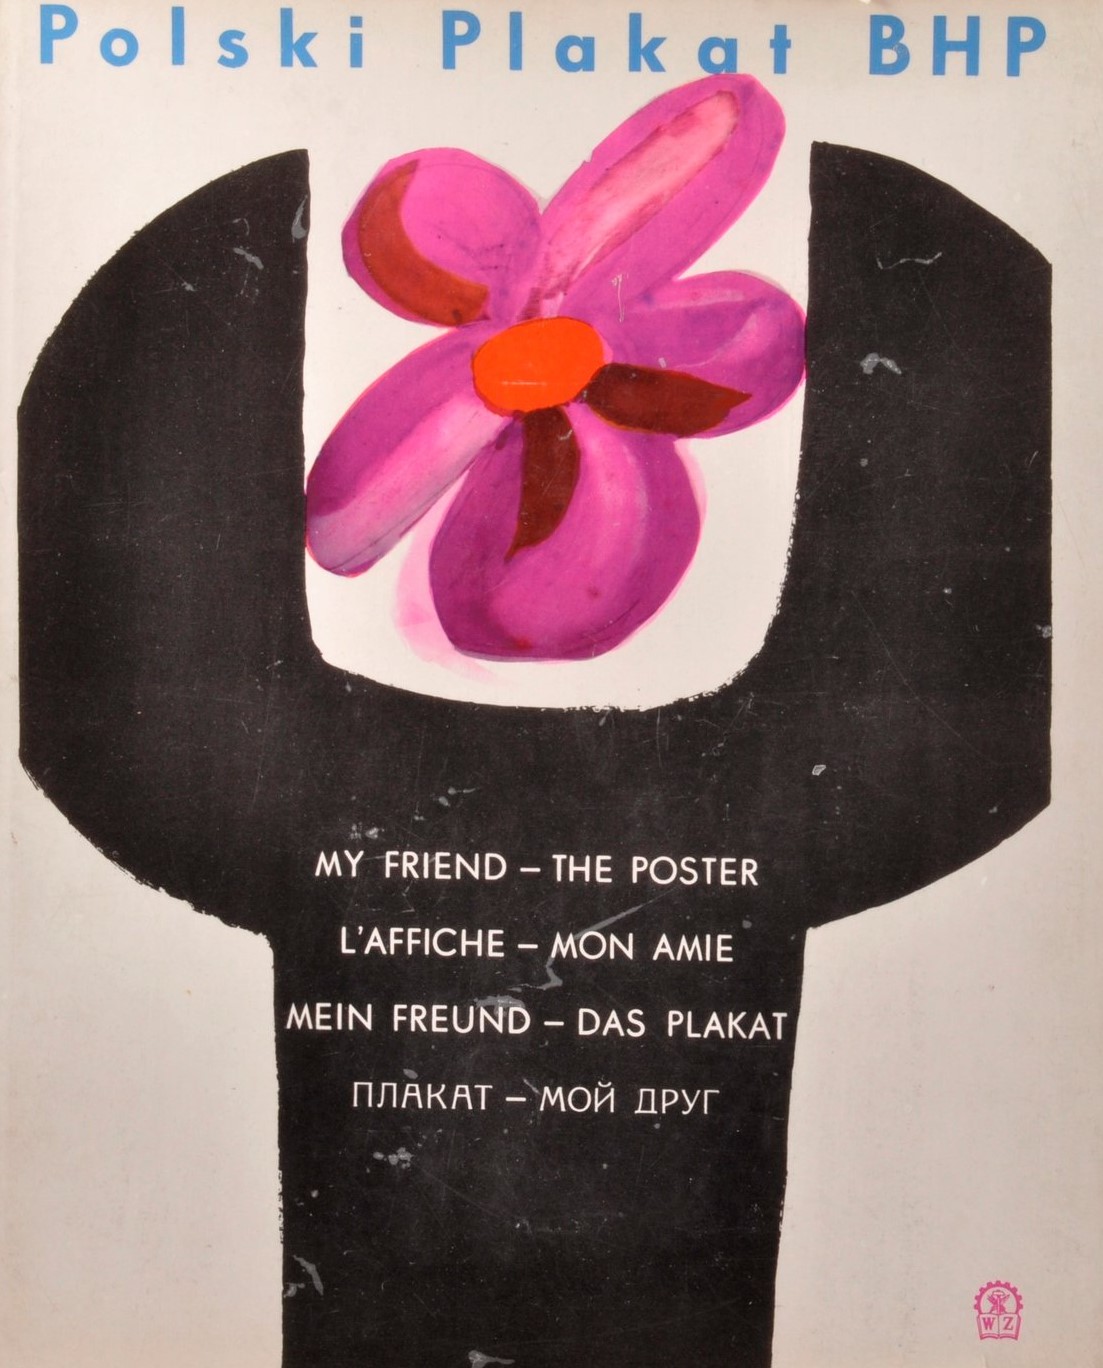 Polski Plakat BHP
MY FRIEND – THE POSTER
L'AFFICHE – MON AMIE
MEIN FREUND – DAS PLAKAT
ПЛАКАТ – МОЙ ДРУГ
W Z